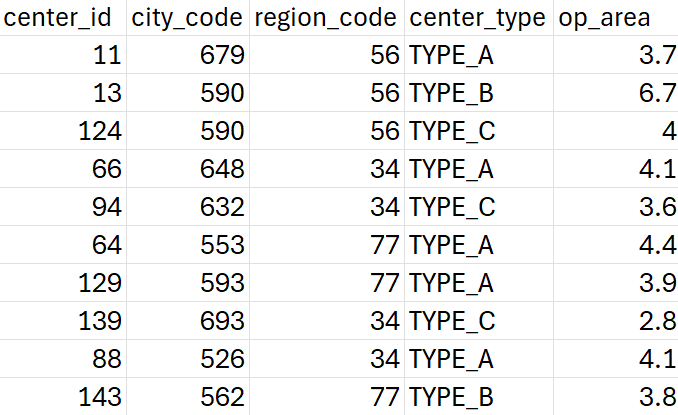 center_id city_code region_code center_type op_area
11 679 56 TYPE_A 3.7
13 590 56 TYPE_B 6.7
124 590 56 TYPE_C 4
66 648 34 TYPE_A 4.1
94 632 34 TYPE_C 3.6
64 553 77 TYPE_A 4.4
129 593 77 TYPE_A 3.9
139 693 34 TYPE_C 2.8
88 526 34 TYPE_A 4.1
143 562 77 TYPE_B 3.8